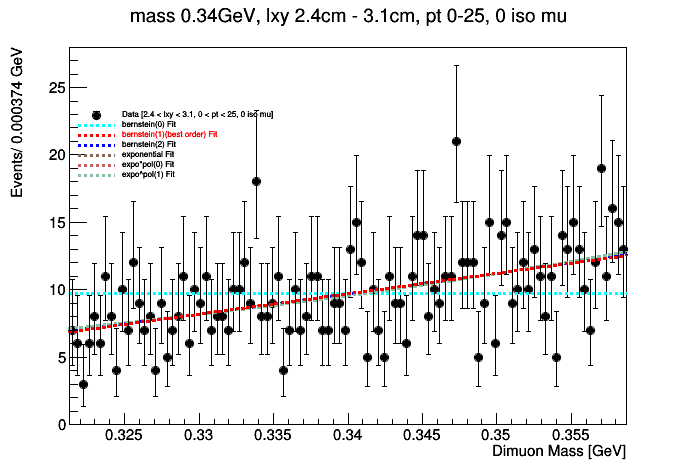 mass 0.34GeV, lxy 2.4cm - 3.1cm, pt 0-25, 0 iso mu
Events/ 0.000374 GeV
25
20
15
10
5
0
Data [2.4 < lxy < 3.1, 0 < pt < 25, 0 iso mu]
bernstein(0) Fit
bernstein(1)(best order) Fit
bernstein(2) Fit
exponential Fit
expo*pol(0) Fit
expo*pol(1) Fit
0.325 0.33 0.335 0.34 0.345 0.35 0.355
Dimuon Mass [GeV]